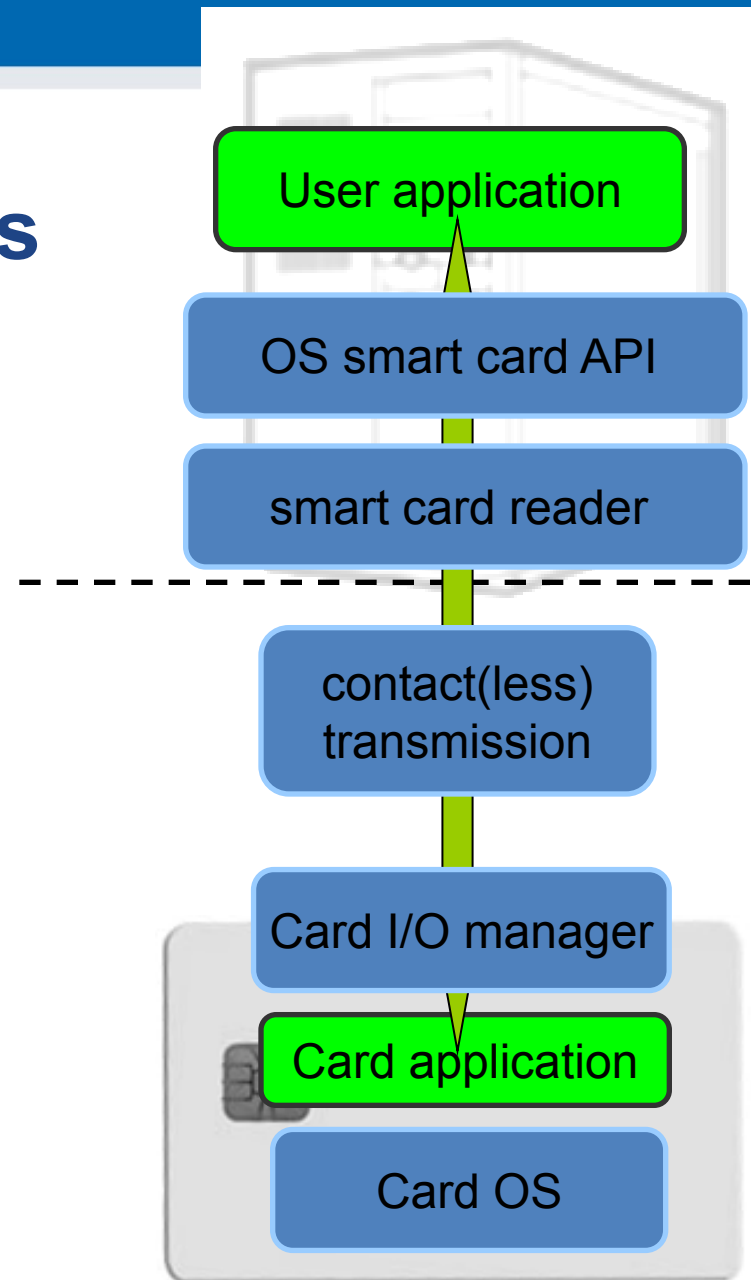 s
User application
OS smart card API
smart card reader
contact(less)
transmission
Card I/O manager
Card application
Card OS